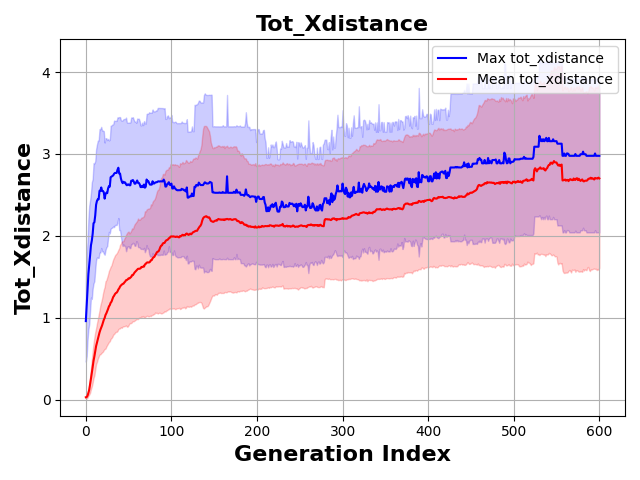 Tot_Xdistance
Max tot_xdistance
Mean tot_xdistance
Tot_Xdistance
4
3
2
1
0
0 100 200 300 400 500 600
Generation Index